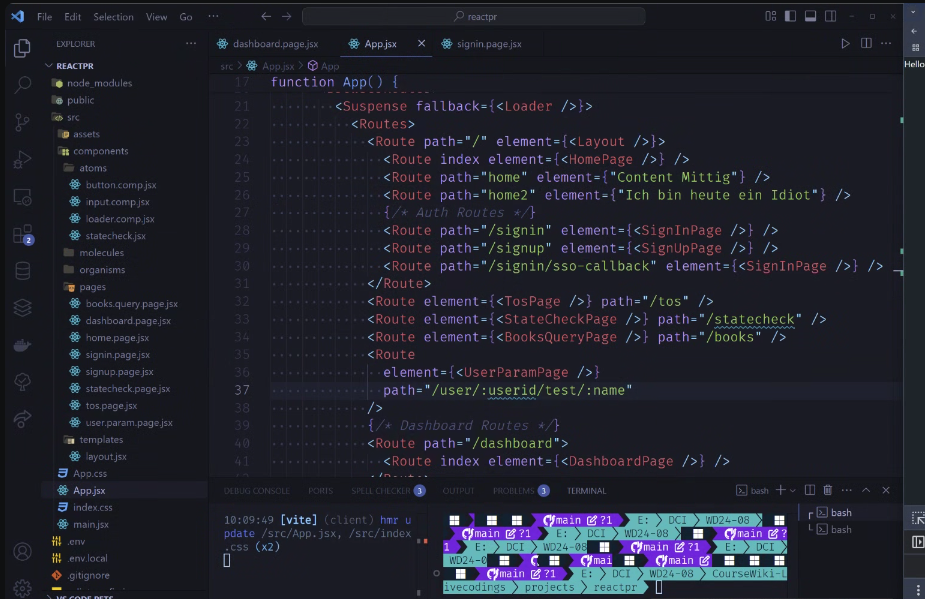 File Edit Selection View Go ··· reactpr
EXPLORER ···
REACTPR
node_modules
public
src
assets
components
atoms
button.comp.jsx
input.comp.jsx
loader.comp.jsx
statecheck.jsx
molecules
organisms
pages
books.query.page.jsx
dashboard.page.jsx
home.page.jsx
signin.page.jsx
signup.page.jsx
statecheck.page.jsx
tos.page.jsx
user.param.page.jsx
templates
layout.jsx
App.css
App.jsx
index.css
main.jsx
.env
.env.local
.gitignore
VS CODE PETS
2
dashboard.page.jsx App.jsx signin.page.jsx
src > App.jsx > App
17 function App() {
21 <Suspense fallback={<Loader />}>
22 <Routes>
23 <Route path="/" element={<Layout />}>
24 <Route index element={<HomePage />} />
25 <Route path="home" element={"Content Mittig"} />
26 <Route path="home2" element={"Ich bin heute ein Idiot"} />
27 {/* Auth Routes */}
28 <Route path="/signin" element={<SignInPage />} />
29 <Route path="/signup" element={<SignUpPage />} />
30 <Route path="/signin/sso-callback" element={<SignInPage />} />
31 </Route>
32 <Route element={<TosPage />} path="/tos" />
33 <Route element={<StateCheckPage />} path="/statecheck" />
34 <Route element={<BooksQueryPage />} path="/books" />
35 <Route
36 element={<UserParamPage />}
37 path="/user/:userid/test/:name"
38 />
39 {/* Dashboard Routes */}
40 <Route path="/dashboard">
41 <Route index element={<DashboardPage />} />
DEBUG CONSOLE PORTS SPELL CHECKER 3 OUTPUT PROBLEMS 3 TERMINAL bash
10:09:49 [vite] (client) hmr u
pdate /src/App.jsx, /src/index
.css (x2)
main ?1 E: DCI WD24-08
main ?1 E: DCI WD24-08 main ?
1 E: DCI WD24-08 main ?1 E: DCI
WD24-08 mai main ?1
main ?1 E: DCI WD24-08 CourseWiki-L
ivecodings projects reactpr
bash
bash
Hello